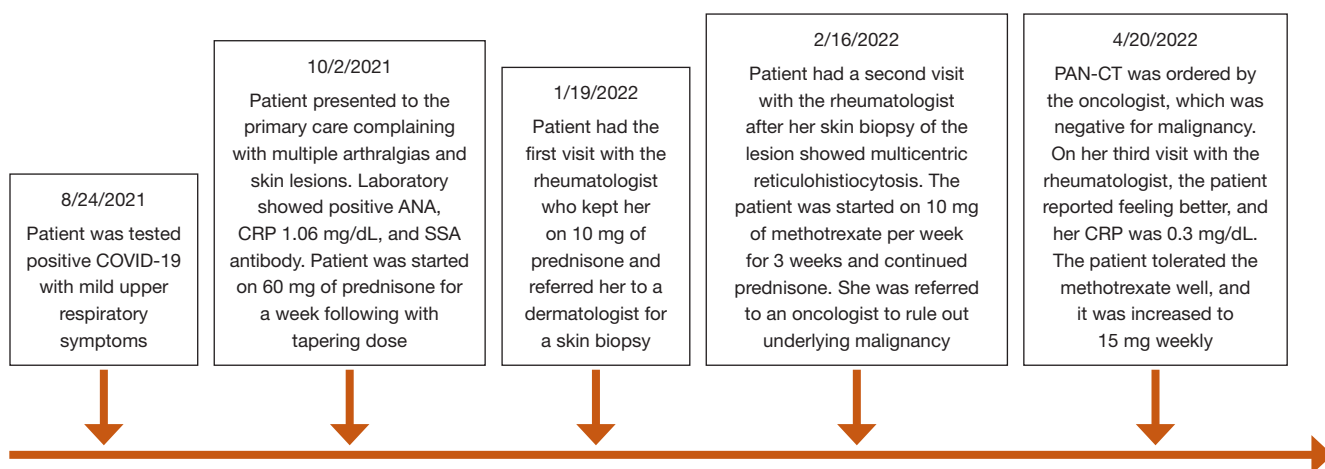 8/24/2021
Patient was tested
positive COVID-19
with mild upper
respiratory
symptoms
10/2/2021
Patient presented to the
primary care complaining
with multiple arthralgias and
skin lesions. Laboratory
showed positive ANA,
CRP 1.06 mg/dL, and SSA
antibody. Patient was started
on 60 mg of prednisone for
a week following with
tapering dose
1/19/2022
Patient had the
first visit with the
rheumatologist
who kept her
on 10 mg of
prednisone and
referred her to a
dermatologist for
a skin biopsy
2/16/2022
Patient had a second visit
with the rheumatologist
after her skin biopsy of the
lesion showed multicentric
reticulohistiocytosis. The
patient was started on 10 mg
of methotrexate per week
for 3 weeks and continued
prednisone. She was referred
to an oncologist to rule out
underlying malignancy
4/20/2022
PAN-CT was ordered by
the oncologist, which was
negative for malignancy.
On her third visit with the
rheumatologist, the patient
reported feeling better, and
her CRP was 0.3 mg/dL.
The patient tolerated the
methotrexate well, and
it was increased to
15 mg weekly